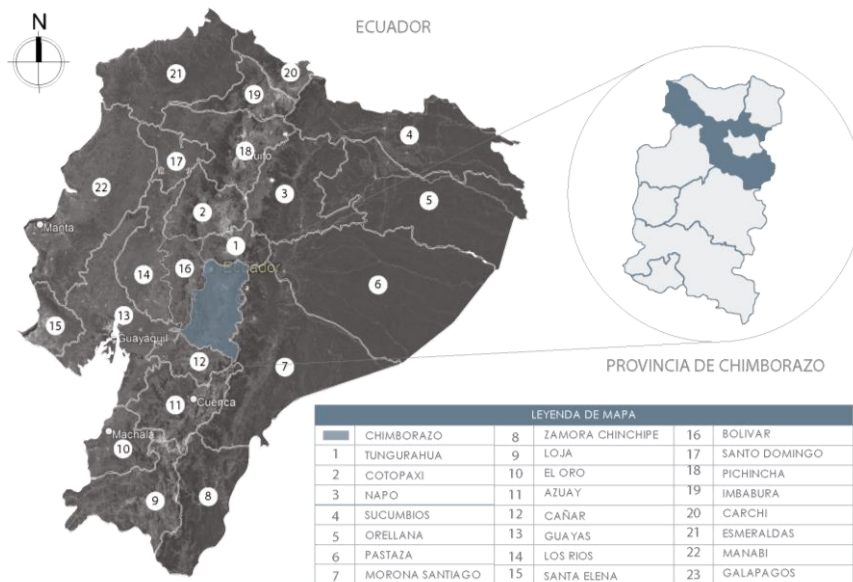 N
ECUADOR
21
20
19
4
18
uito
17
3
5
22
2
Manta
1
Ecuador
16
14
6
13
15
Guayaquil
12
7
PROVINCIA DE CHIMBORAZO
11
Cuenca
Machala
10
9
8
LEYENDA DE MAPA
CHIMBORAZO 8 ZAMORA CHINCHIPE 16 BOLIVAR
1 TUNGURAHUA 9 LOJA 17 SANTO DOMINGO
2 COTOPAXI 10 EL ORO 18 PICHINCHA
3 NAPO 11 AZUAY 19 IMBABURA
4 SUCUMBIOS 12 CAÑAR 20 CARCHI
5 ORELLANA 13 GUAYAS 21 ESMERALDAS
6 PASTAZA 14 LOS RIOS 22 MANABI
7 MORONA SANTIAGO 15 SANTA ELENA 23 GALAPAGOS